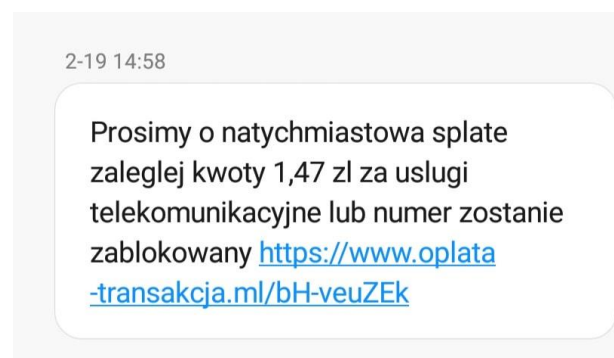 2-19 14:58
Prosimy o natychmiastowa splate
zaleglej kwoty 1,47 zl za uslugi
telekomunikacyjne lub numer zostanie
zablokowany https://www.oplata
-transakcja.ml/bH-veuZEk